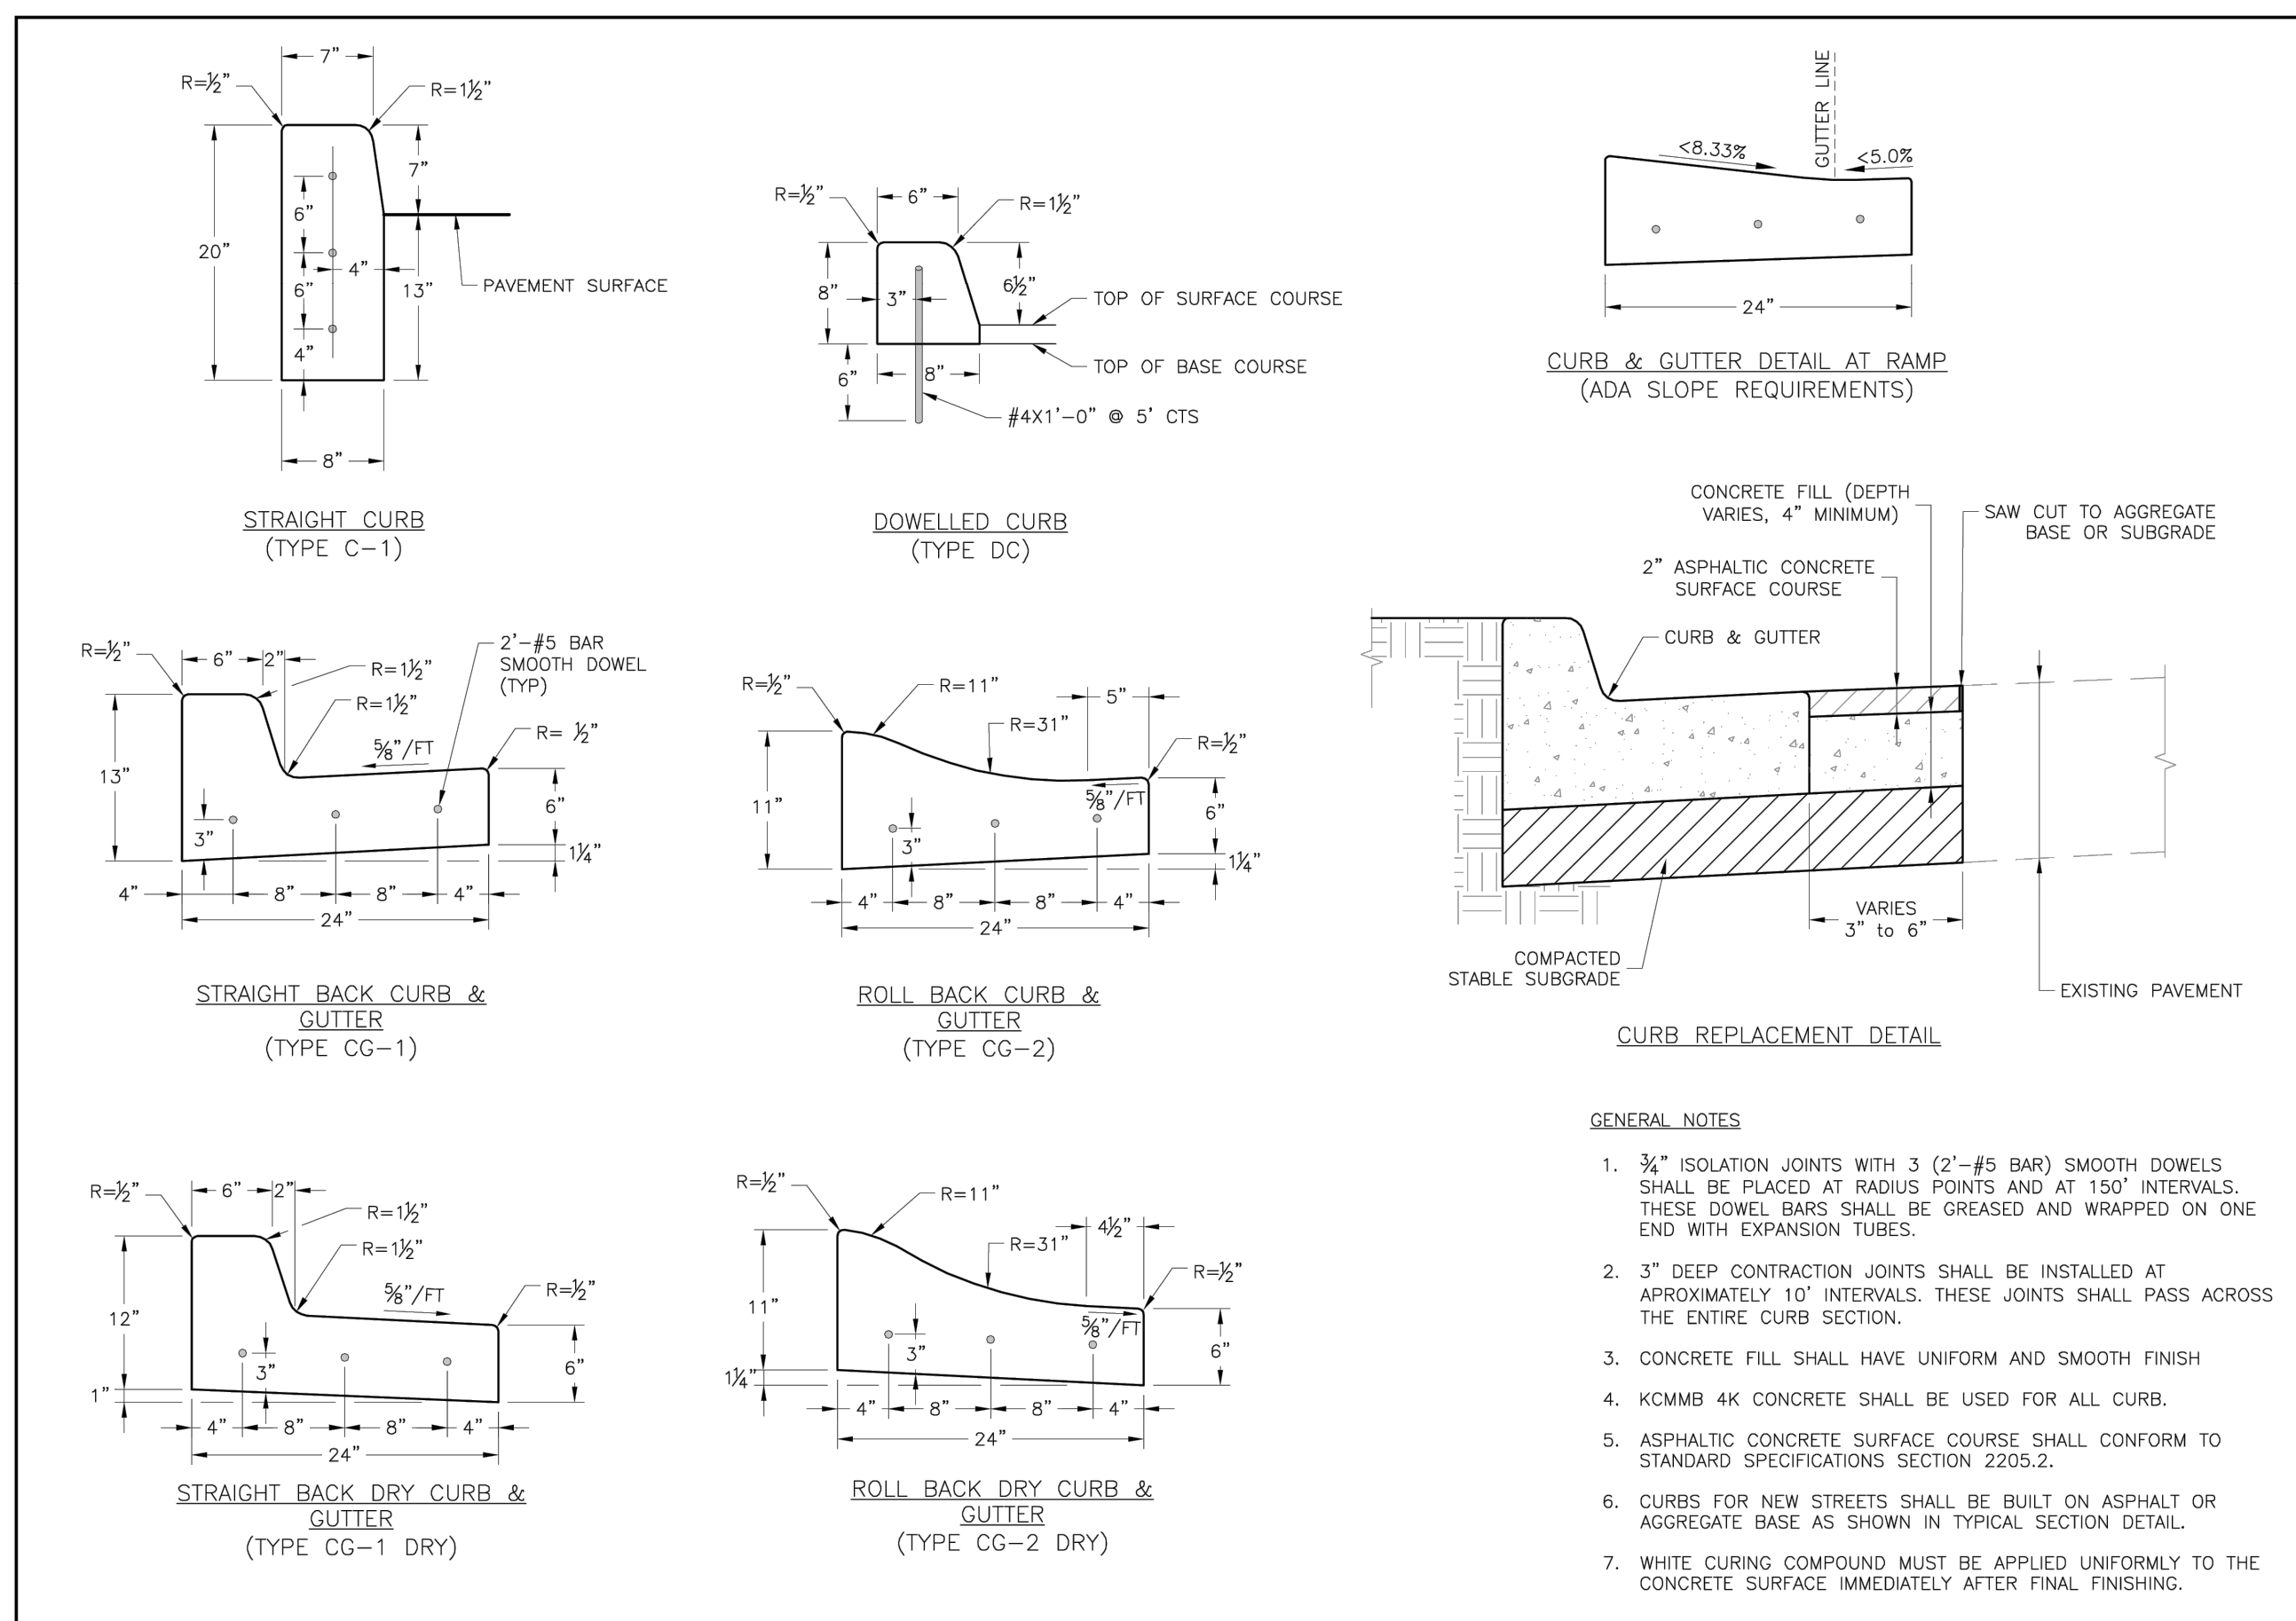 7"
R=½"
R=1½"
7"
20"
6"
6"
4"
4"
13"
PAVEMENT SURFACE
8"
STRAIGHT CURB
(TYPE C-1)
R=½"
6"
R=1½"
8"
3"
6½"
TOP OF SURFACE COURSE
6"
8"
TOP OF BASE COURSE
#4X1'-0" @ 5' CTS
DOWELLED CURB
(TYPE DC)
GUTTER LINE
<8.33%
<5.0%
24"
CURB & GUTTER DETAIL AT RAMP
(ADA SLOPE REQUIREMENTS)
R=½"
6"
2"
R=1½"
R=1½"
2'-#5 BAR
SMOOTH DOWEL
(TYP)
⅝"/FT
R= ½"
13"
3"
6"
1¼"
4"
8"
8"
4"
24"
STRAIGHT BACK CURB &
GUTTER
(TYPE CG-1)
R=½"
R=11"
R=31"
5"
R=½"
⅝"/FT
11"
3"
6"
1¼"
4"
8"
8"
4"
24"
ROLL BACK CURB &
GUTTER
(TYPE CG-2)
CONCRETE FILL (DEPTH
VARIES, 4" MINIMUM)
SAW CUT TO AGGREGATE
BASE OR SUBGRADE
2" ASPHALTIC CONCRETE
SURFACE COURSE
CURB & GUTTER
VARIES
3" to 6"
COMPACTED
STABLE SUBGRADE
EXISTING PAVEMENT
CURB REPLACEMENT DETAIL
R=½"
6"
2"
R=1½"
R=1½"
⅝"/FT
R=½"
12"
3"
6"
1"
4"
8"
8"
4"
24"
STRAIGHT BACK DRY CURB &
GUTTER
(TYPE CG-1 DRY)
R=½"
R=11"
R=31"
4½"
R=½"
⅝"/FT
11"
3"
6"
1¼"
4"
8"
8"
4"
24"
ROLL BACK DRY CURB &
GUTTER
(TYPE CG-2 DRY)
GENERAL NOTES
1. ¾" ISOLATION JOINTS WITH 3 (2'-#5 BAR) SMOOTH DOWELS
SHALL BE PLACED AT RADIUS POINTS AND AT 150' INTERVALS.
THESE DOWEL BARS SHALL BE GREASED AND WRAPPED ON ONE
END WITH EXPANSION TUBES.
2. 3" DEEP CONTRACTION JOINTS SHALL BE INSTALLED AT
APROXIMATELY 10' INTERVALS. THESE JOINTS SHALL PASS ACROSS
THE ENTIRE CURB SECTION.
3. CONCRETE FILL SHALL HAVE UNIFORM AND SMOOTH FINISH
4. KCMMB 4K CONCRETE SHALL BE USED FOR ALL CURB.
5. ASPHALTIC CONCRETE SURFACE COURSE SHALL CONFORM TO
STANDARD SPECIFICATIONS SECTION 2205.2.
6. CURBS FOR NEW STREETS SHALL BE BUILT ON ASPHALT OR
AGGREGATE BASE AS SHOWN IN TYPICAL SECTION DETAIL.
7. WHITE CURING COMPOUND MUST BE APPLIED UNIFORMLY TO THE
CONCRETE SURFACE IMMEDIATELY AFTER FINAL FINISHING.